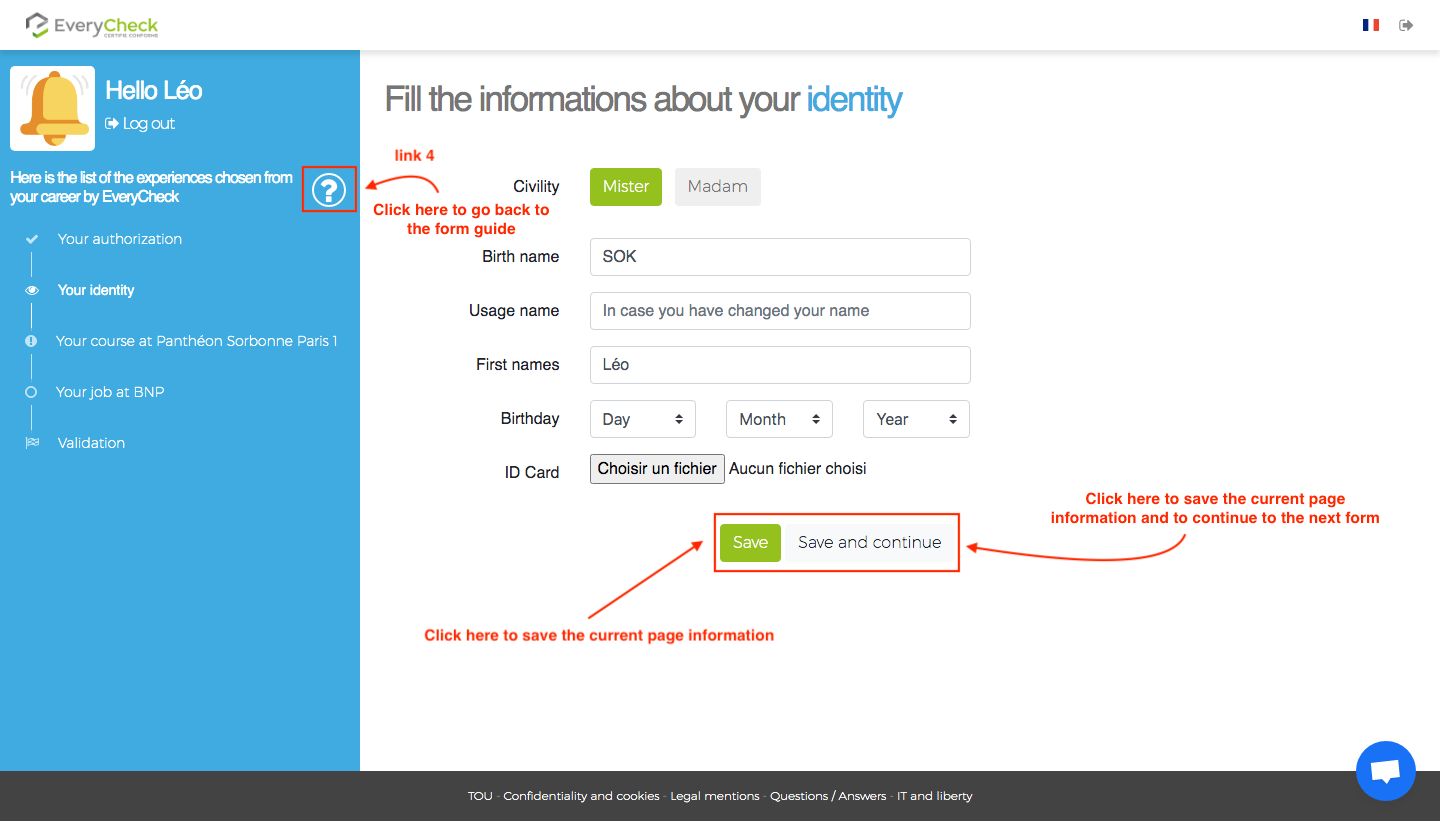 EveryCheck
CERTIFIÉ CONFORME
Hello Léo
Log out
Here is the list of the experiences chosen from
your career by EveryCheck
?
Your authorization
Your identity
Your course at Panthéon Sorbonne Paris 1
Your job at BNP
Validation
Fill the informations about your identity
link 4
Click here to go back to
the form guide
Civility
Mister
Madam
Birth name
SOK
Usage name
In case you have changed your name
First names
Léo
Birthday
Day
Month
Year
ID Card
Choisir un fichier
Aucun fichier choisi
Click here to save the current page
information and to continue to the next form
Save
Save and continue
Click here to save the current page information
TOU - Confidentiality and cookies - Legal mentions - Questions / Answers - IT and liberty